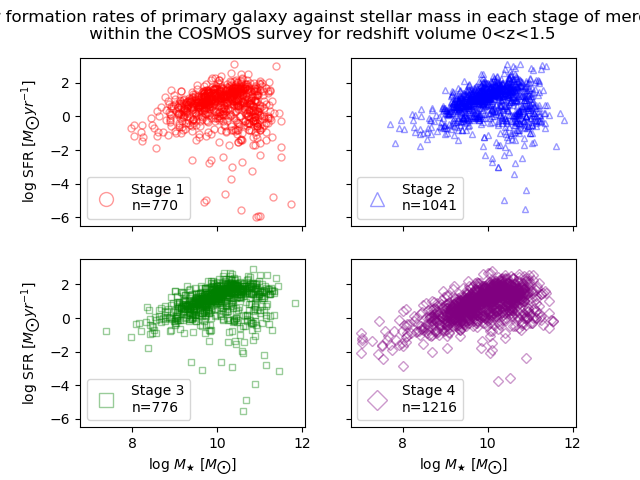 formation rates of primary galaxy against stellar mass in each stage of
within the COSMOS survey for redshift volume 0<z<1.5
log SFR [M⨀yr⁻¹]
2
0
−2
−4
−6
Stage 1
n=770
Stage 2
n=1041
log SFR [M⨀yr⁻¹]
2
0
−2
−4
−6
Stage 3
n=776
Stage 4
n=1216
8
10
12
8
10
12
log M★ [M⨀]
log M★ [M⨀]